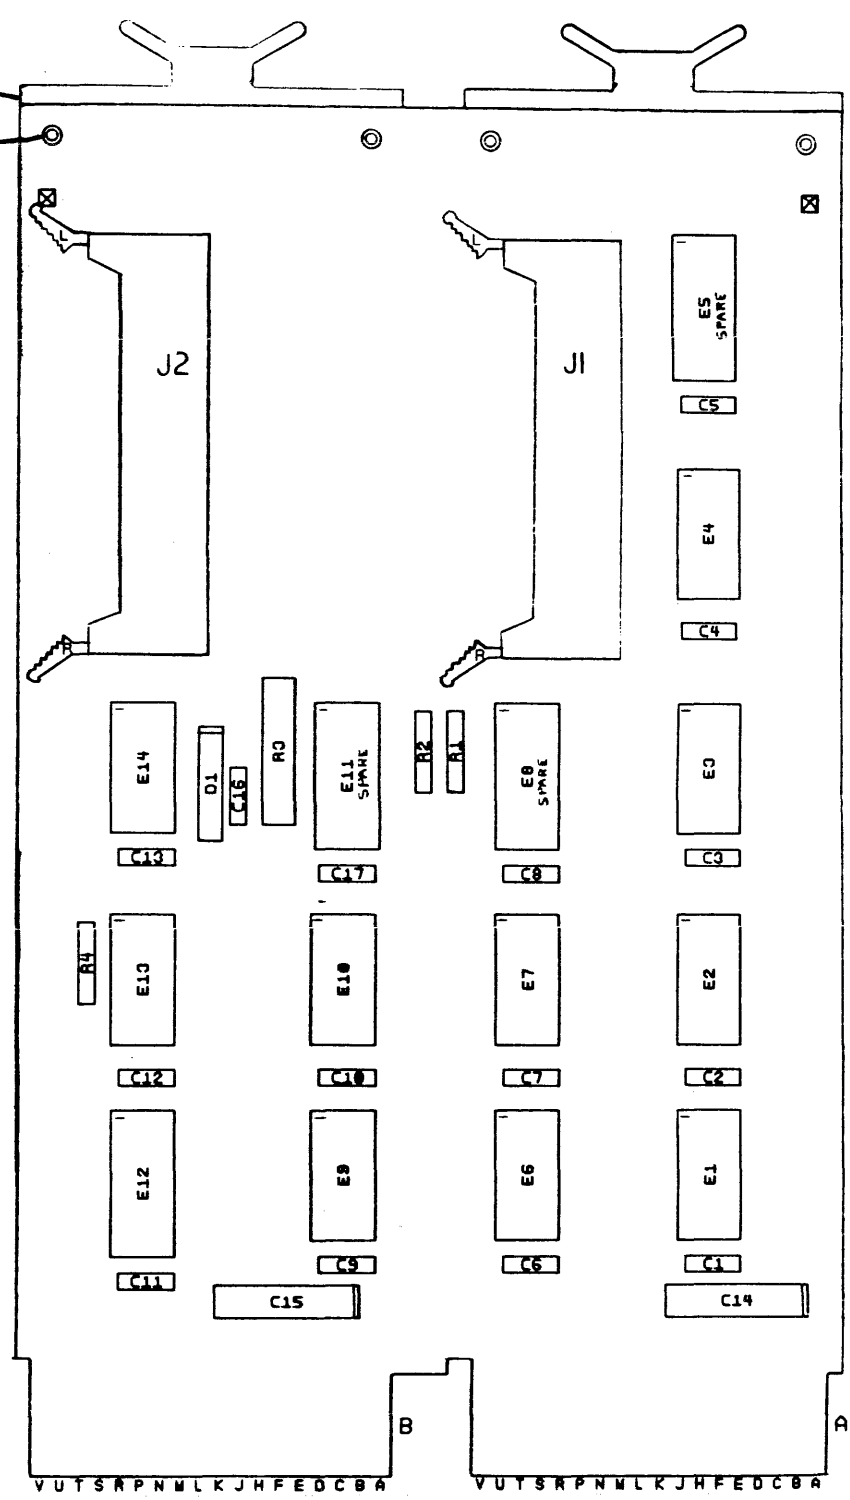 L
L
E5
SPARE
J2
J1
C5
E4
C4
R
R
E14
D1
C16
R3
E11
SPARE
R2
R1
E8
SPARE
E3
C13
C17
C8
C3
R4
E13
E10
E7
E2
C12
C10
C7
C2
E12
E9
E6
E1
C11
C9
C6
C1
C15
C14
B
A
V U T S R P N M L K J H F E D C B A
V U T S R P N M L K J H F E D C B A